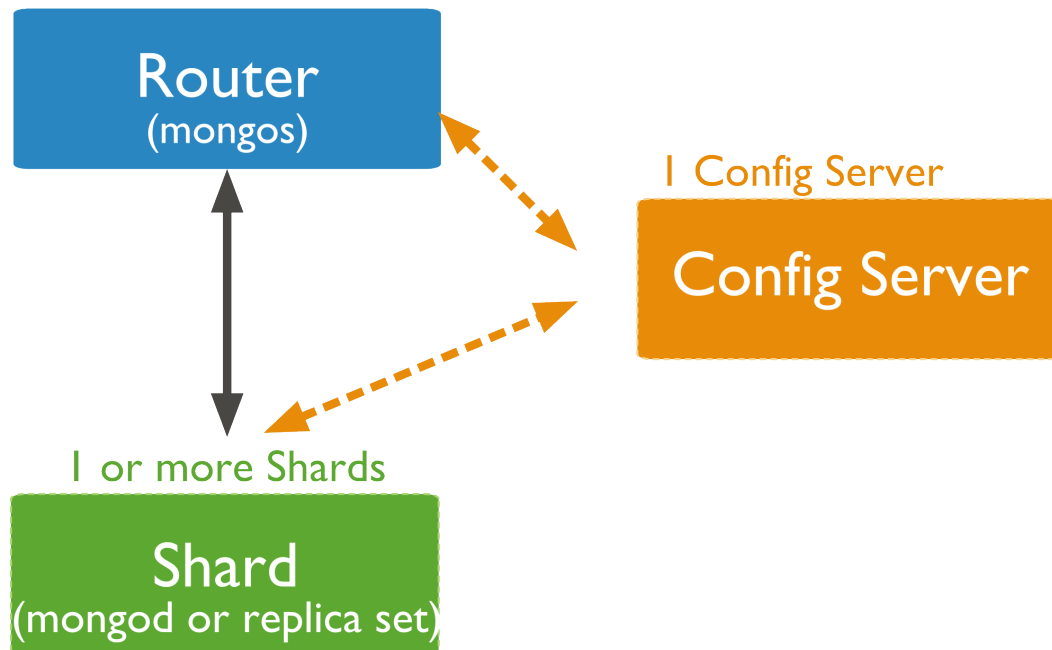 Router
(mongos)
1 Config Server
Config Server
1 or more Shards
Shard
(mongod or replica set)